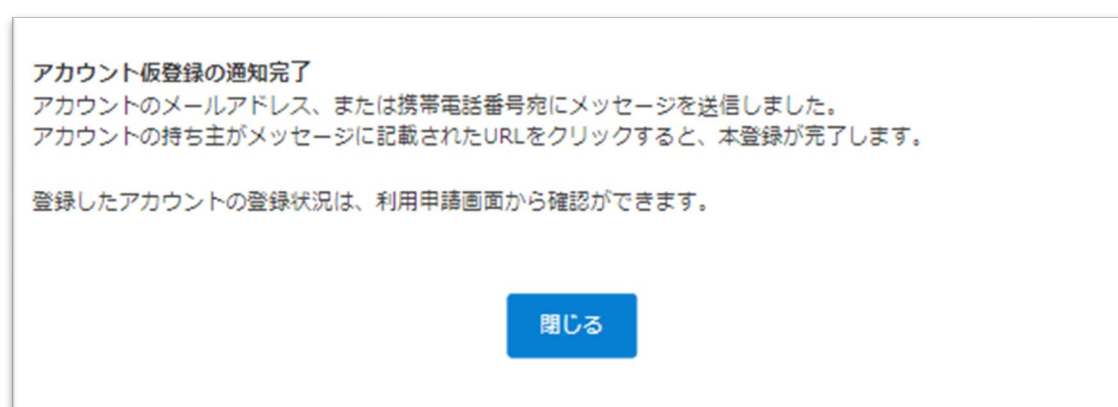 アカウント仮登録の通知完了
アカウントのメールアドレス、または携帯電話番号宛にメッセージを送信しました。
アカウントの持ち主がメッセージに記載されたURLをクリックすると、本登録が完了します。
登録したアカウントの登録状況は、利用申請画面から確認ができます。
閉じる